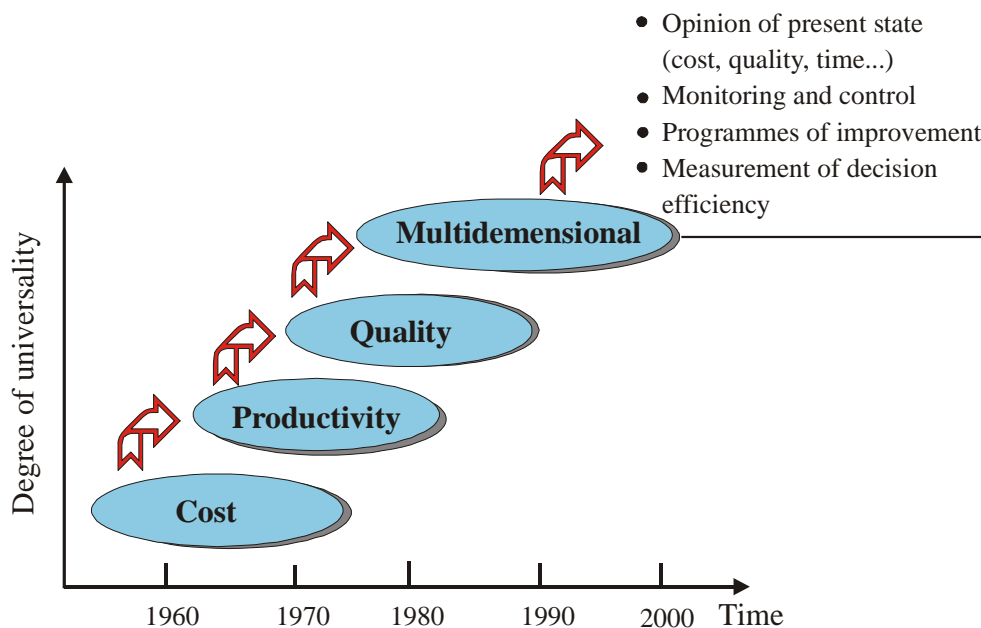 • Opinion of present state
(cost, quality, time...)
• Monitoring and control
• Programmes of improvement
• Measurement of decision
efficiency
Multidemensional
Quality
Productivity
Cost
Degree of universality
1960 1970 1980 1990 2000 Time